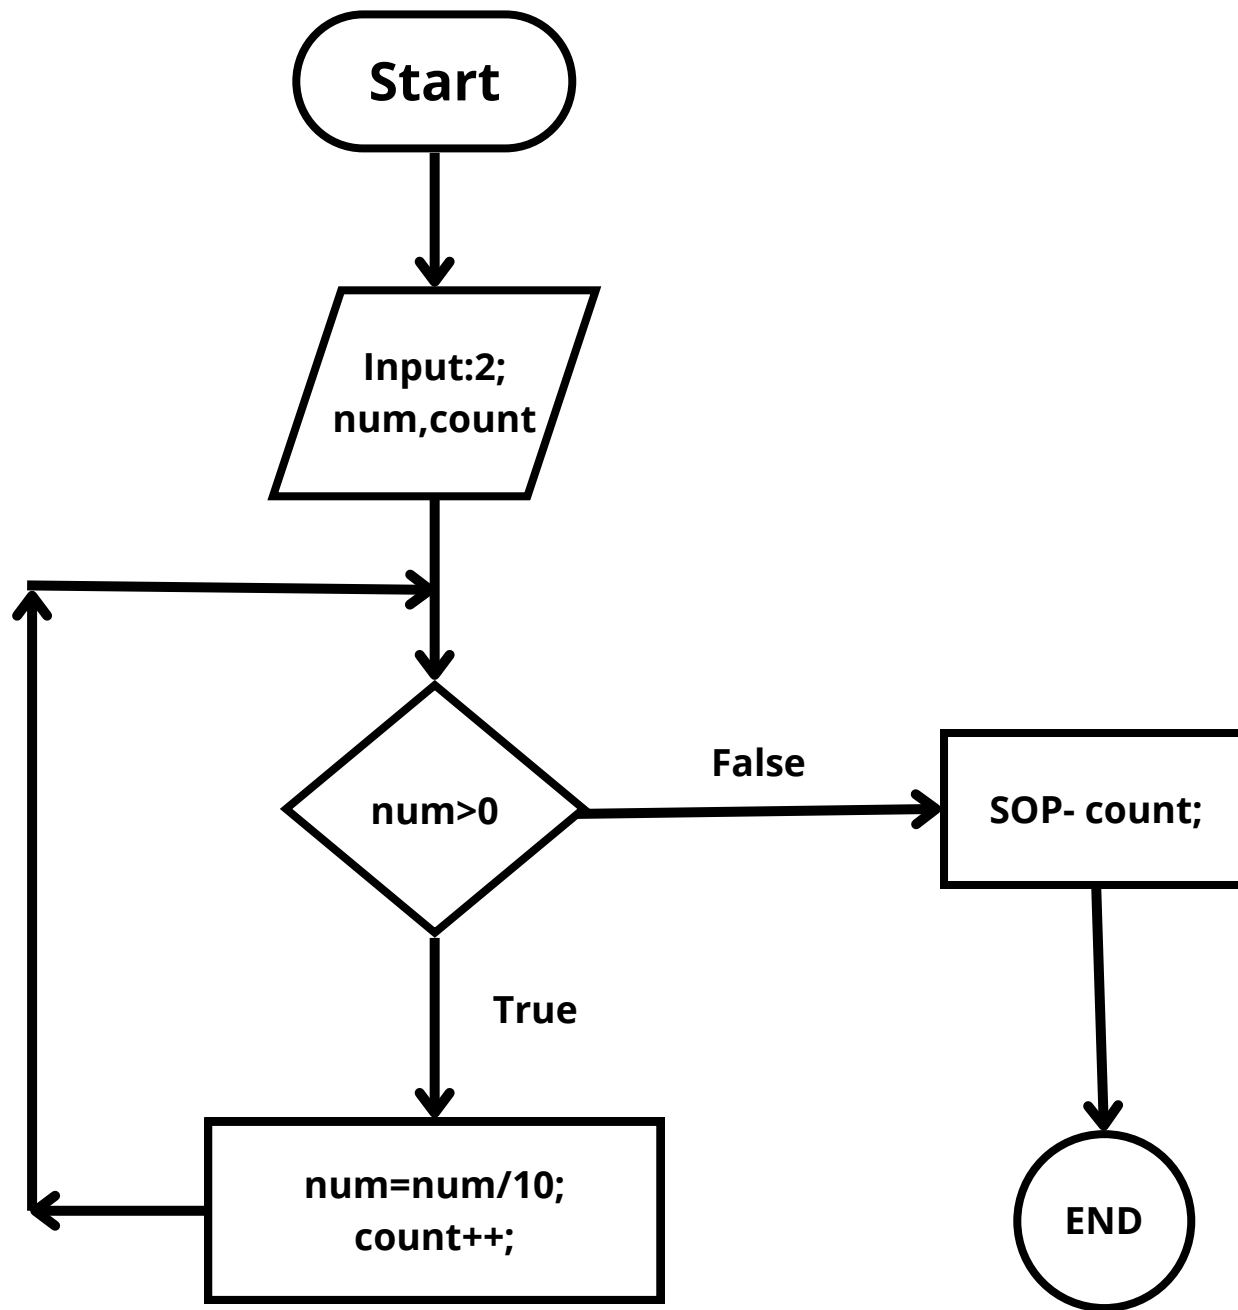 Start
Input:2;
num,count
num>0
False
SOP- count;
True
num=num/10;
count++;
END